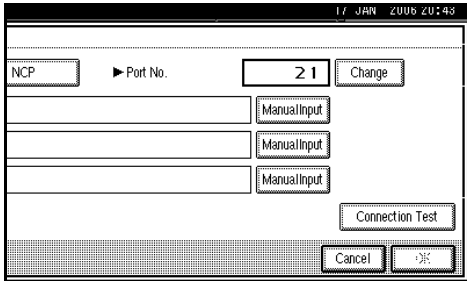 17 JAN 2006 20:43
NCP ►Port No. 21 Change
ManualInput
ManualInput
ManualInput
Connection Test
Cancel OK